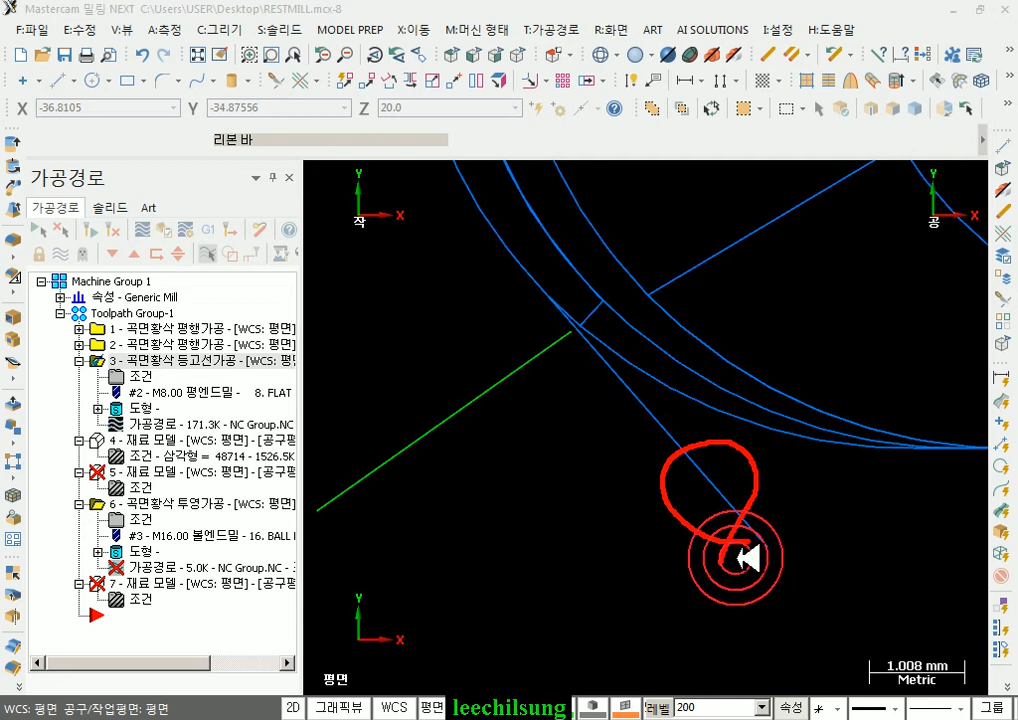 Mastercam 밀링 NEXT C:\Users\USER\Desktop\RESTMILL.mcx-8
F:파일 E:수정 V:뷰 A:측정 C:그리기 S:솔리드 MODEL PREP X:이동 M:머신 형태 T:가공경로 R:화면 ART AI SOLUTIONS I:설정 H:도움말
X -36.8105 Y -34.87556 Z 20.0
리본 바
가공경로
가공경로 솔리드 Art
G1
Machine Group 1
속성 - Generic Mill
Toolpath Group-1
1 - 곡면황삭 평행가공 - [WCS: 평면]
2 - 곡면황삭 평행가공 - [WCS: 평면]
3 - 곡면황삭 등고선가공 - [WCS: 평면
조건
#2 - M8.00 평엔드밀 - 8. FLAT
도형 -
가공경로 - 171.3K - NC Group.NC
4 - 재료 모델 - [WCS: 평면] - [공구평
조건 - 삼각형 = 48714 - 1526.5K
5 - 재료 모델 - [WCS: 평면] - [공구평
조건
6 - 곡면황삭 투영가공 - [WCS: 평면]
조건
#3 - M16.00 볼엔드밀 - 16. BALL
도형 -
가공경로 - 5.0K - NC Group.NC -
7 - 재료 모델 - [WCS: 평면] - [공구평
조건
Y
X
작
Y
X
공
Y
X
평면
1.008 mm
Metric
WCS: 평면 공구/작업평면: 평면 2D 그래픽뷰 WCS 평면 leechilsung 레벨 200 속성 그룹